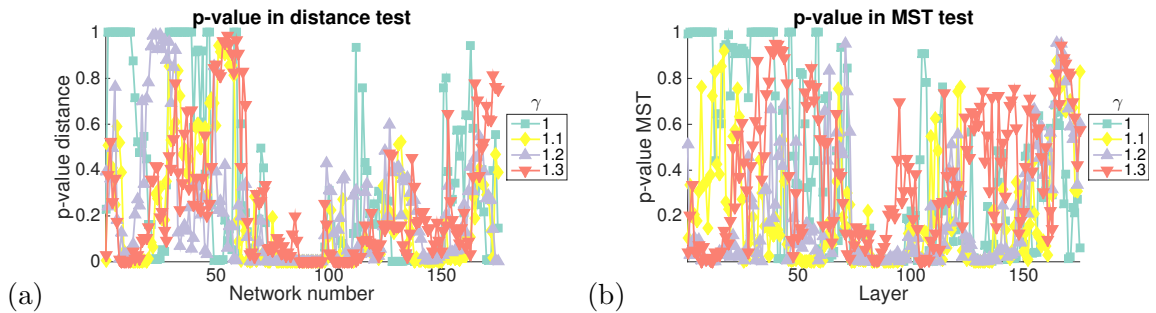 p-value in distance test
p-value distance
1
0.8
0.6
0.4
0.2
0
50
100
150
Network number
γ
1
1.1
1.2
1.3
(a)
p-value in MST test
p-value MST
1
0.8
0.6
0.4
0.2
0
50
100
150
Layer
γ
1
1.1
1.2
1.3
(b)